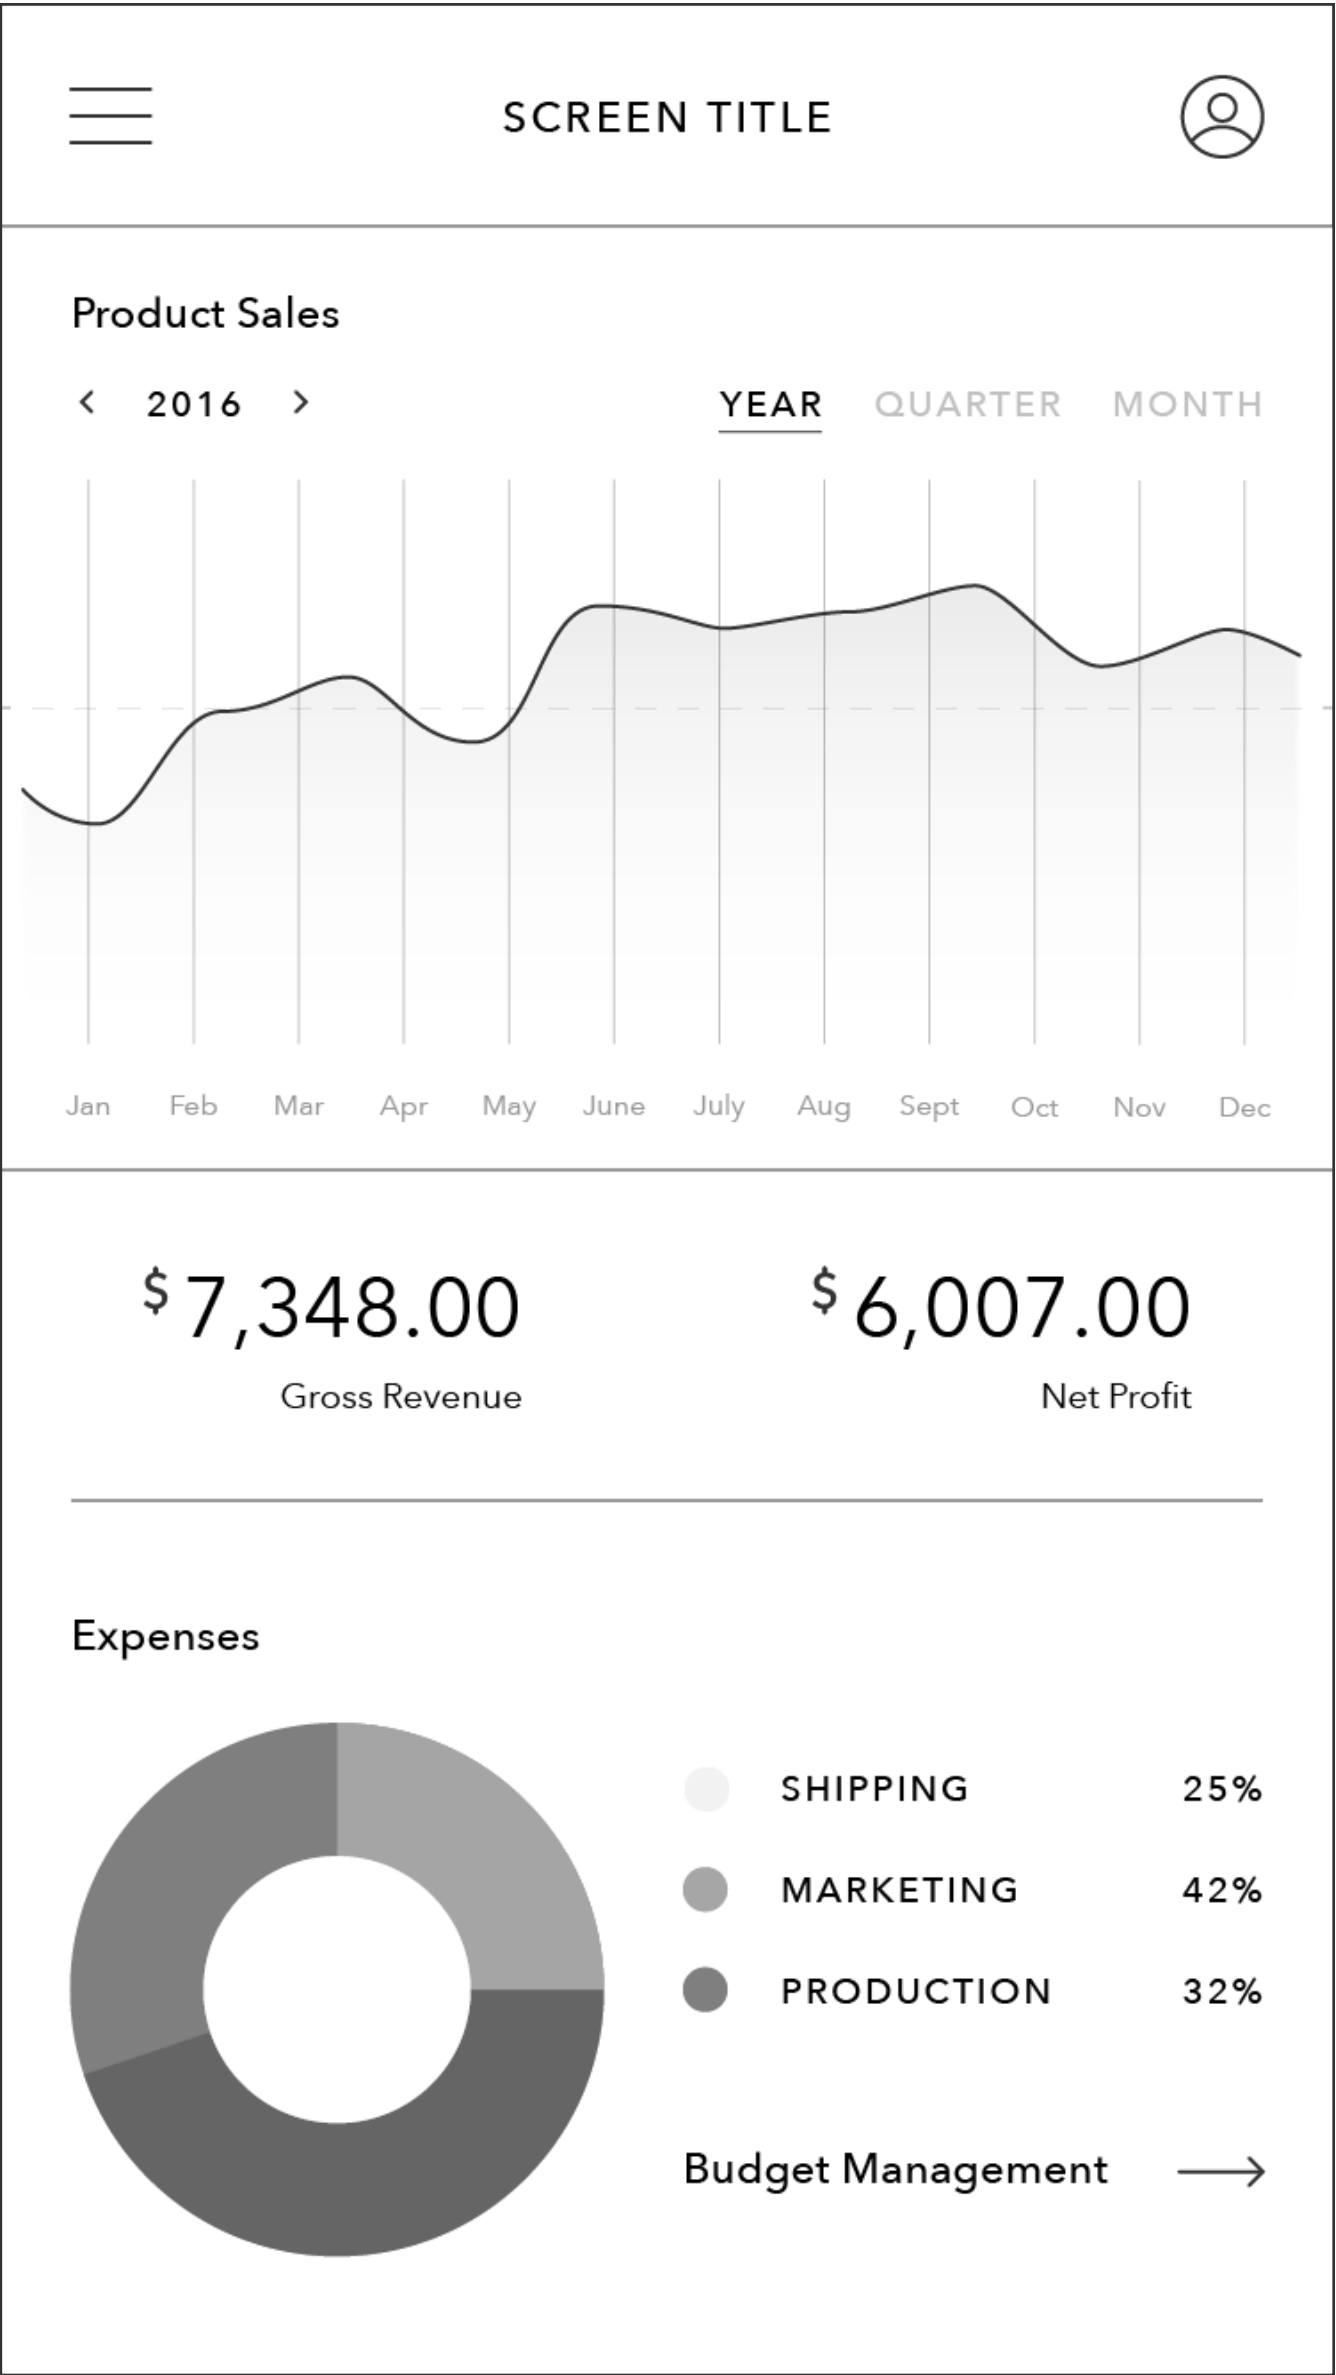 SCREEN TITLE
Product Sales
< 2016 >
YEAR QUARTER MONTH
Jan Feb Mar Apr May June July Aug Sept Oct Nov Dec
$7,348.00
Gross Revenue
$6,007.00
Net Profit
Expenses
SHIPPING 25%
MARKETING 42%
PRODUCTION 32%
Budget Management